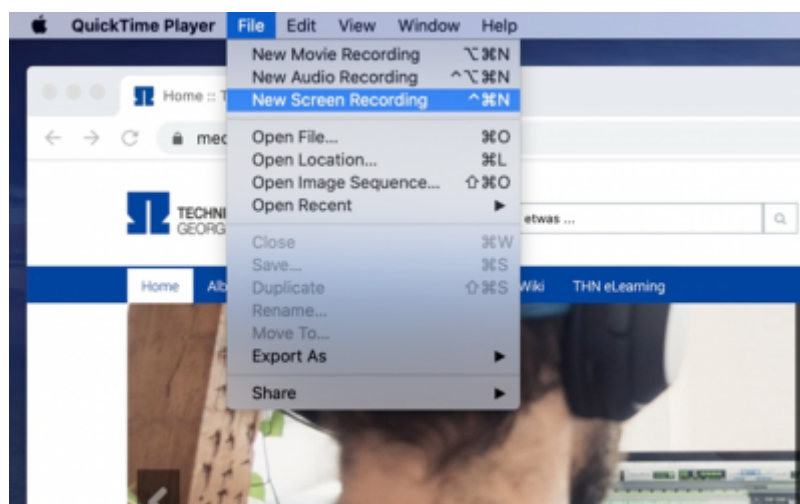 QuickTime Player File Edit View Window Help
New Movie Recording ⌥⌘N
New Audio Recording ^⌥⌘N
New Screen Recording ^⌘N
Open File... ⌘O
Open Location... ⌘L
Open Image Sequence... ⇧⌘O
Open Recent ▶
Close ⌘W
Save... ⌘S
Duplicate ⇧⌘S
Rename...
Move To...
Export As ▶
Share ▶
Home :: T
mec
TECHNI
GEORG
etwas ...
Home Alb Wiki THN eLearning